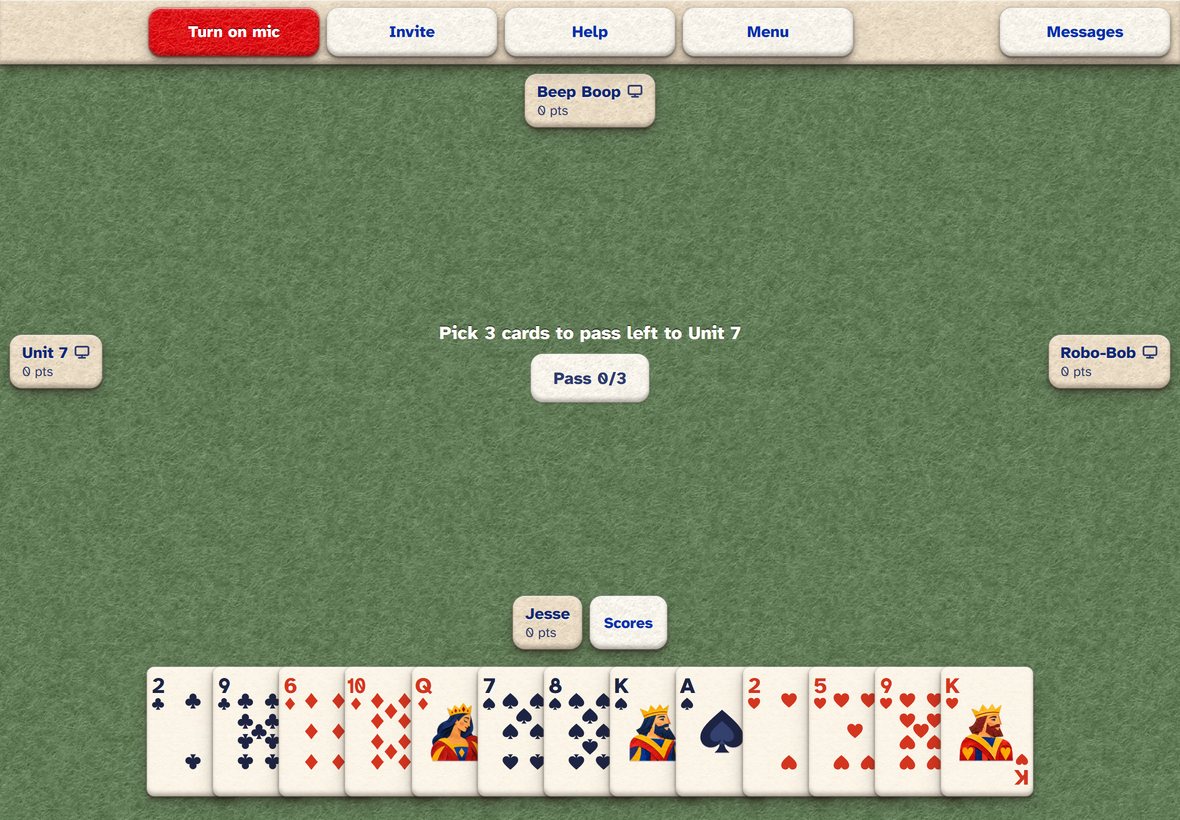 Turn on mic
Invite
Help
Menu
Messages
Beep Boop
0 pts
Unit 7
0 pts
Pick 3 cards to pass left to Unit 7
Pass 0/3
Robo-Bob
0 pts
Jesse
0 pts
Scores
2 9 6 10 Q 7 8 K A 2 5 9 K
K